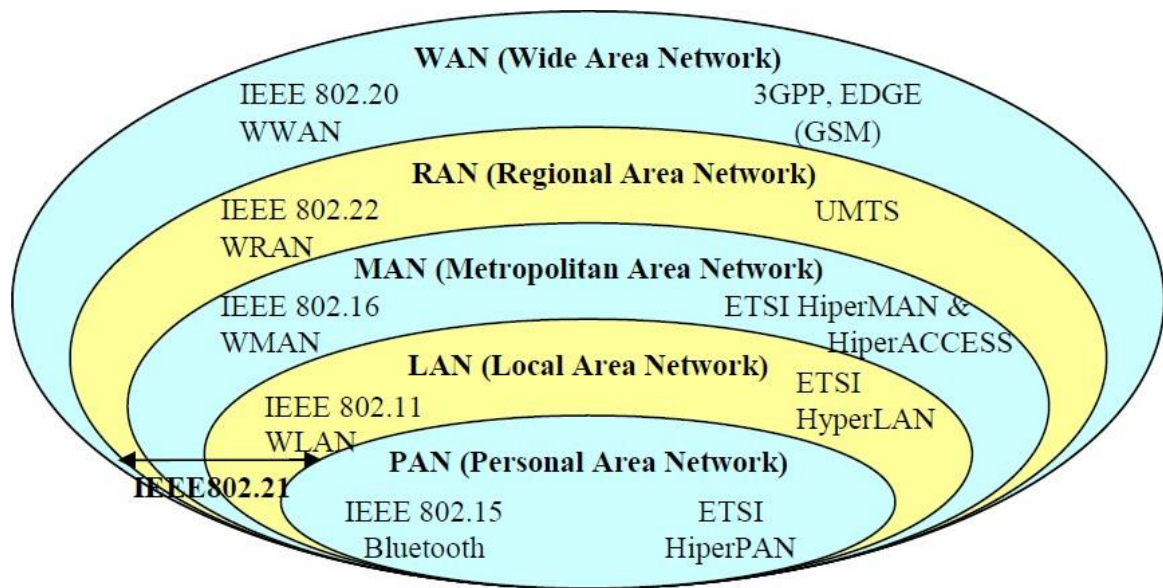 WAN (Wide Area Network)
IEEE 802.20
WWAN
3GPP, EDGE
(GSM)
RAN (Regional Area Network)
IEEE 802.22
WRAN
UMTS
MAN (Metropolitan Area Network)
IEEE 802.16
WMAN
ETSI HiperMAN &
HiperACCESS
LAN (Local Area Network)
IEEE 802.11
WLAN
ETSI
HyperLAN
IEEE802.21
PAN (Personal Area Network)
IEEE 802.15
Bluetooth
ETSI
HiperPAN